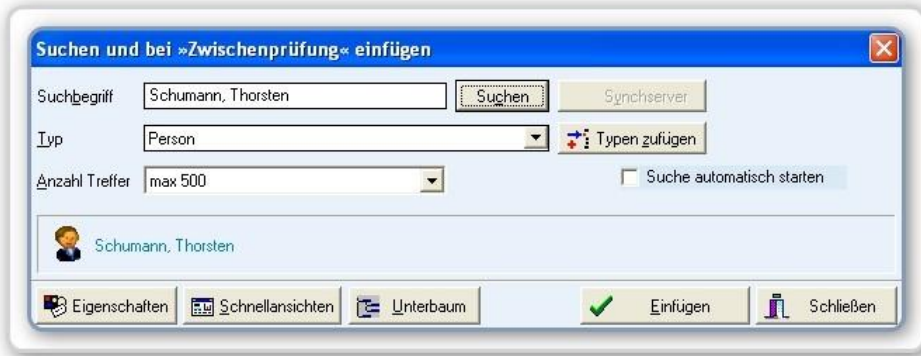 Suchen und bei »Zwischenprüfung« einfügen
Suchbegriff Schumann, Thorsten Suchen Synchserver
Typ Person Typen zufügen
Anzahl Treffer max 500 Suche automatisch starten
Schumann, Thorsten
Eigenschaften Schnellansichten Unterbaum Einfügen Schließen